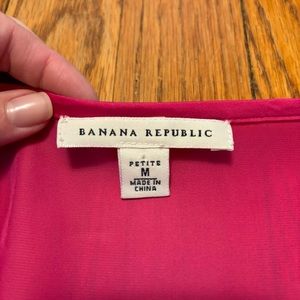 BANANA REPUBLIC
PETITE
M
MADE IN
CHINA